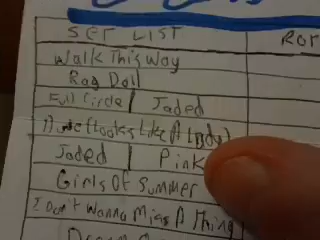 SET LIST
Walk This Way
Rag Doll
Full Circle Jaded
Dude (Looks Like A Lady)
Jaded Pink
Girls Of Summer
I Don't Wanna Miss A Thing